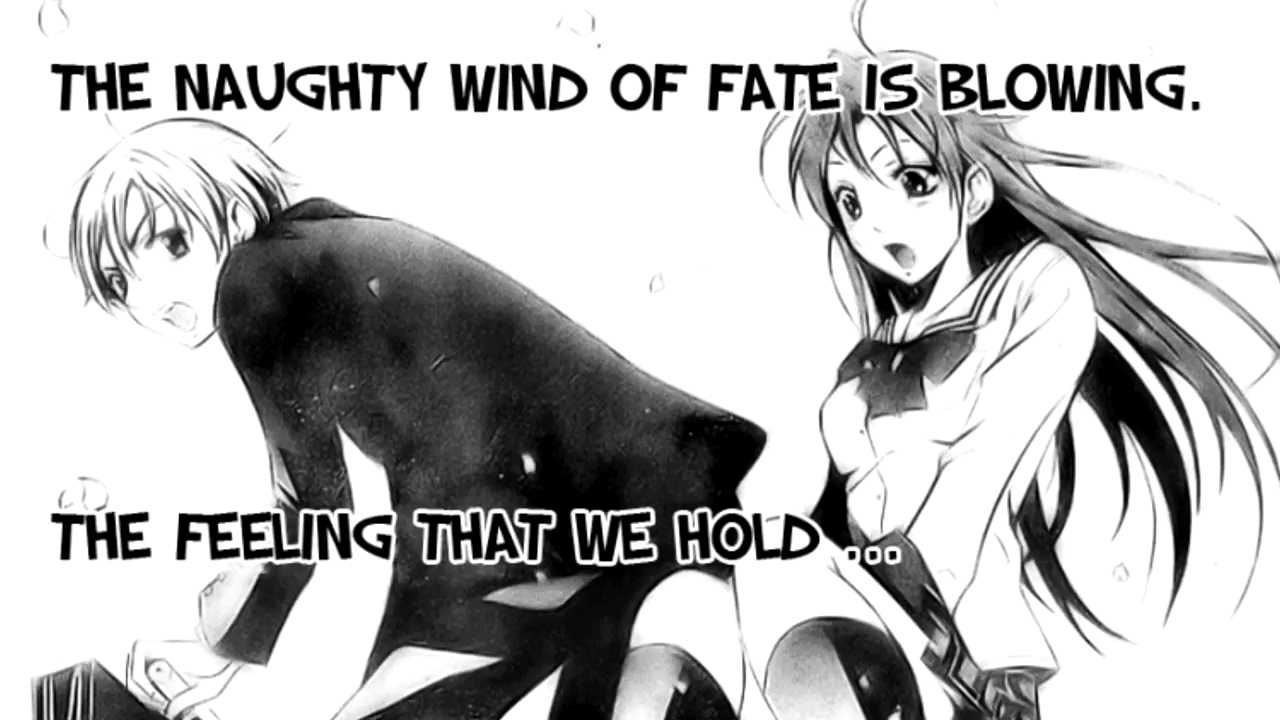 THE NAUGHTY WIND OF FATE IS BLOWING.
THE FEELING THAT WE HOLD ...